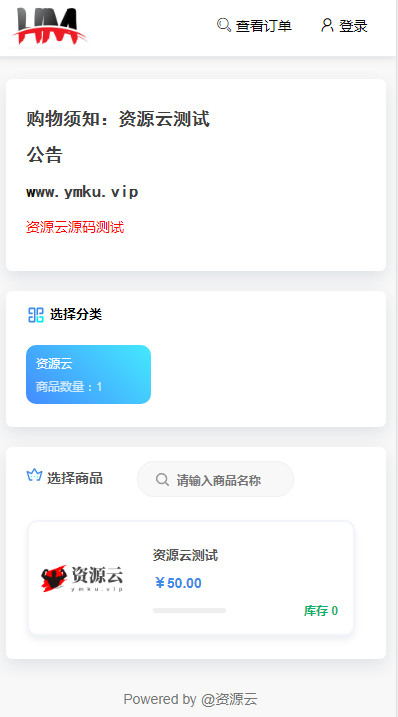 HM
查看订单
登录
购物须知：资源云测试
公告
www.ymku.vip
资源云源码测试
选择分类
资源云
商品数量：1
选择商品
请输入商品名称
资源云
ymku.vip
资源云测试
￥50.00
库存 0
Powered by @资源云